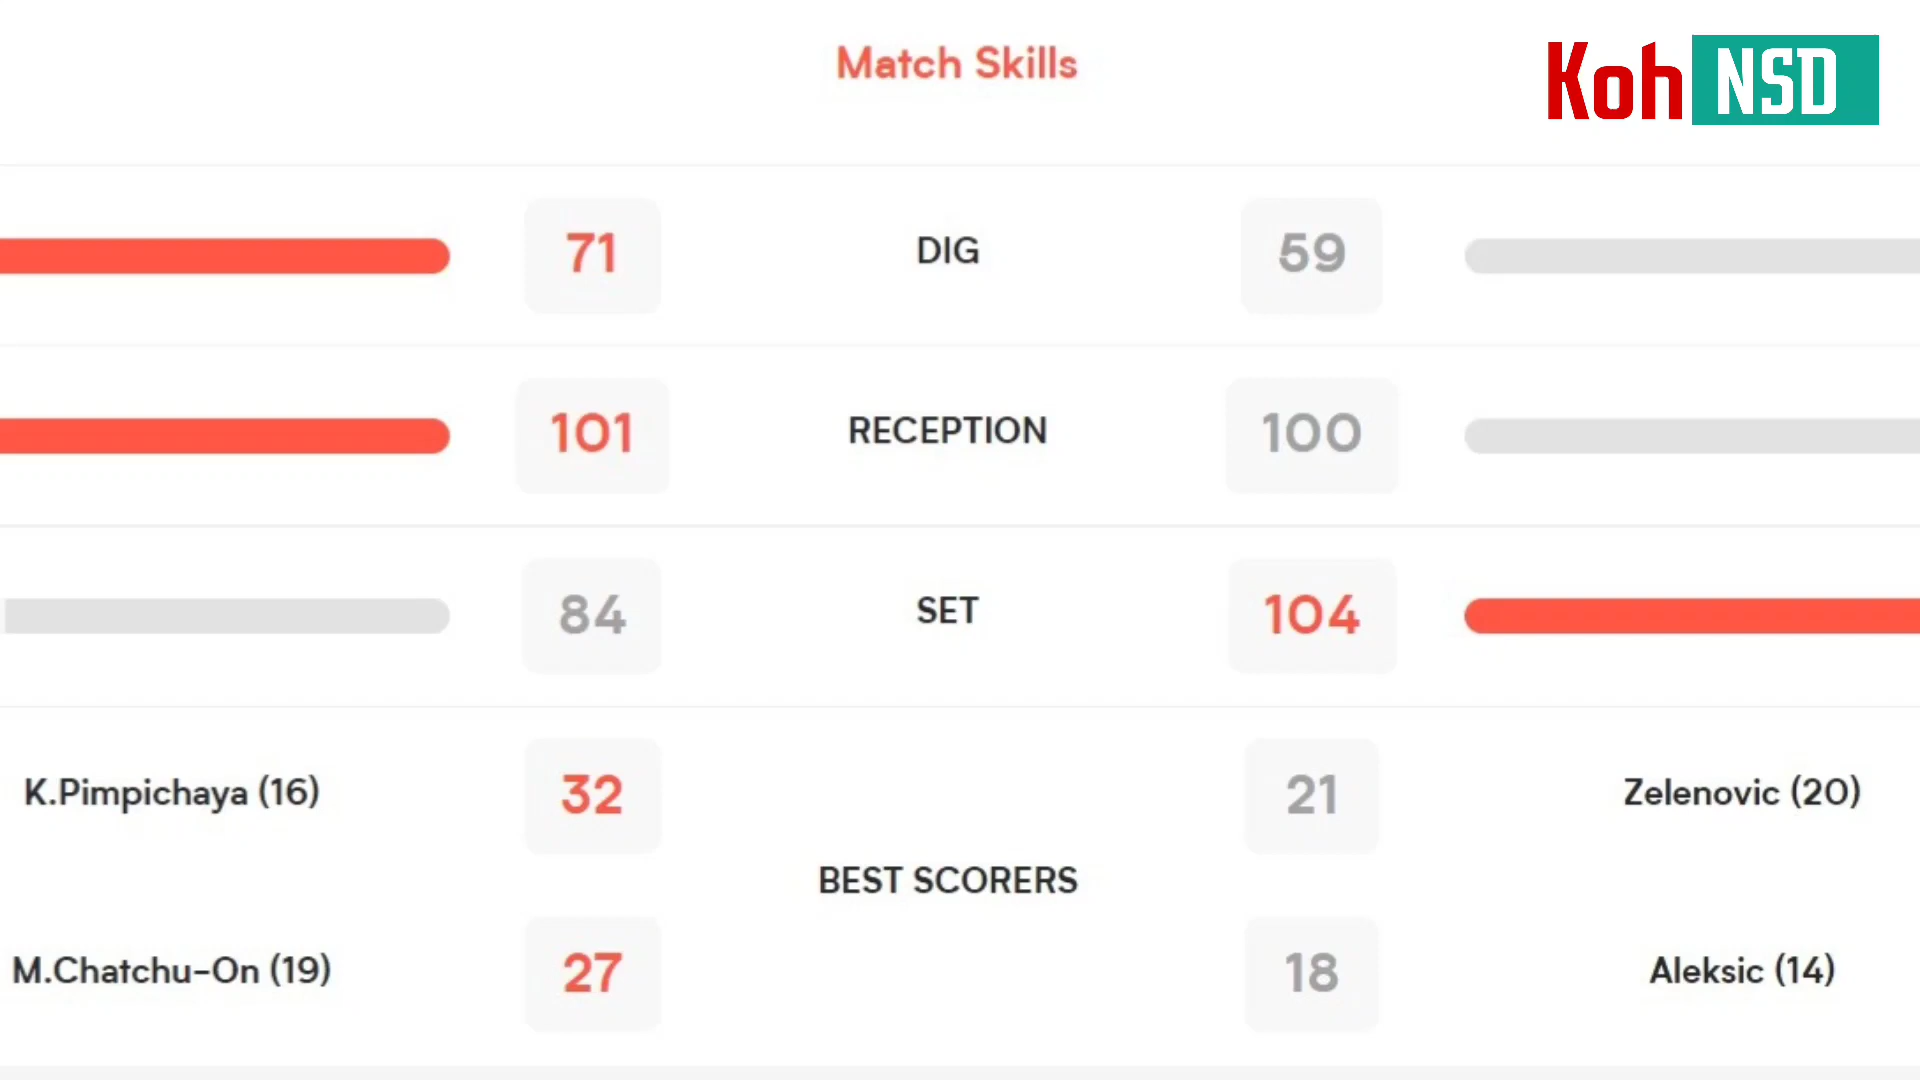 Match Skills
Koh NSD
71 DIG 59
101 RECEPTION 100
84 SET 104
K.Pimpichaya (16) 32 21 Zelenovic (20)
BEST SCORERS
M.Chatchu-On (19) 27 18 Aleksic (14)